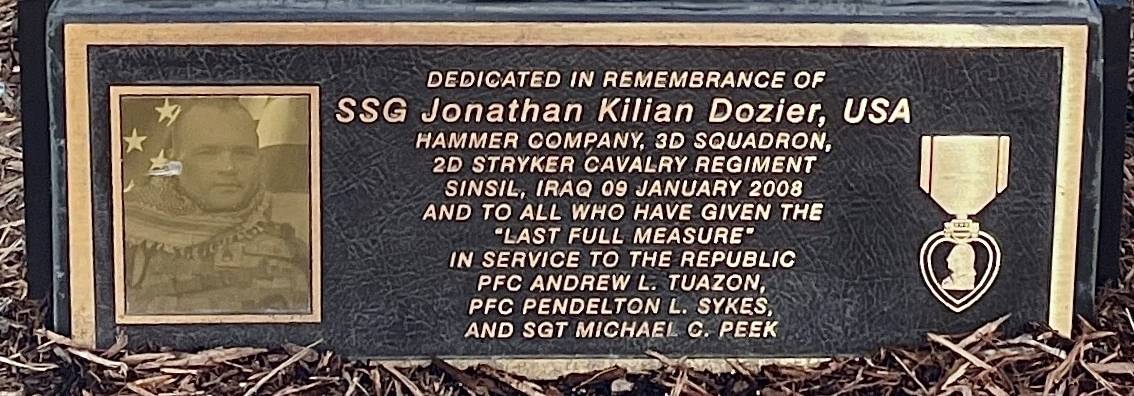 DEDICATED IN REMEMBRANCE OF
SSG Jonathan Kilian Dozier, USA
HAMMER COMPANY, 3D SQUADRON,
2D STRYKER CAVALRY REGIMENT
SINSIL, IRAQ 09 JANUARY 2008
AND TO ALL WHO HAVE GIVEN THE
"LAST FULL MEASURE"
IN SERVICE TO THE REPUBLIC
PFC ANDREW L. TUAZON,
PFC PENDELTON L. SYKES,
AND SGT MICHAEL C. PEEK